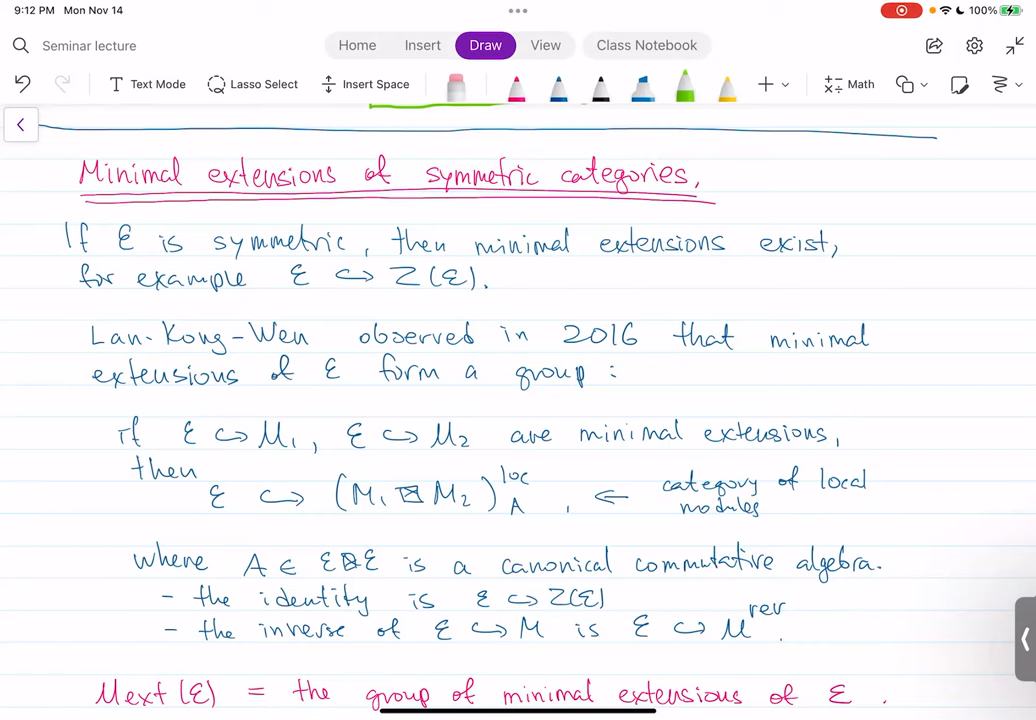 9:12 PM Mon Nov 14
100%
Seminar lecture
Home Insert Draw View Class Notebook
Text Mode Lasso Select Insert Space Math
Minimal extensions of symmetric categories.
If ℰ is symmetric, then minimal extensions exist,
for example ℰ ↪ Z(ℰ).
Lan-Kong-Wen observed in 2016 that minimal
extensions of ℰ form a group :
if ℰ ↪ M₁, ℰ ↪ M₂ are minimal extensions,
then
ℰ ↪ (M₁ ⊠ M₂)_A^loc, ← category of local modules
where A ∈ ℰ⊠ℰ is a canonical commutative algebra.
- the identity is ℰ ↪ Z(ℰ)
- the inverse of ℰ ↪ M is ℰ ↪ M^rev.
Mext(ℰ) = the group of minimal extensions of ℰ.